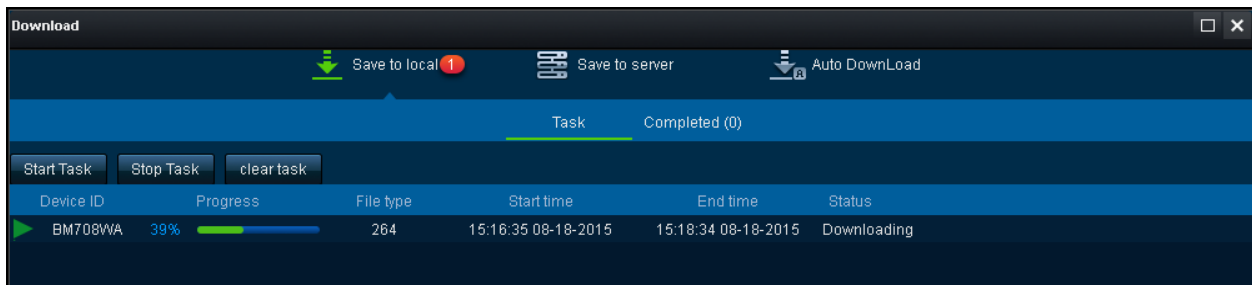 Download
Save to local 1 Save to server Auto DownLoad
Task Completed (0)
Start Task Stop Task clear task
Device ID Progress File type Start time End time Status
BM708WA 39% 264 15:16:35 08-18-2015 15:18:34 08-18-2015 Downloading